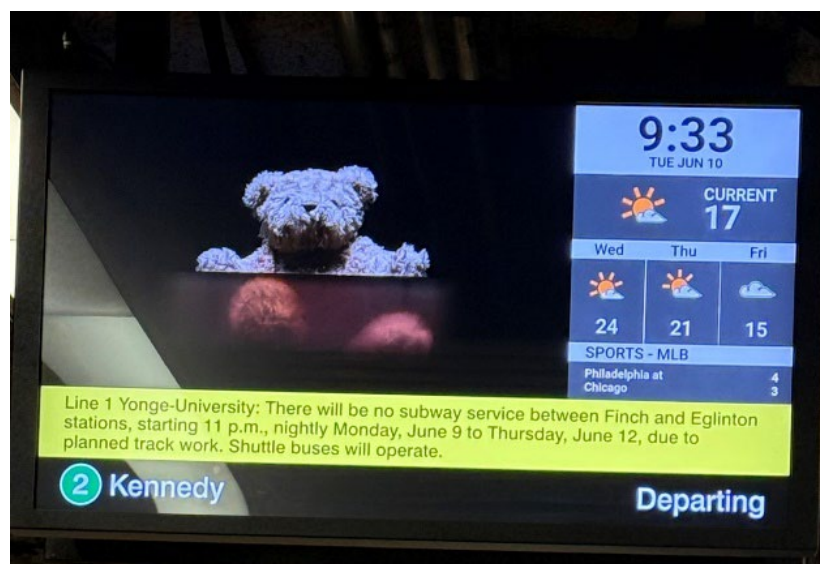 9:33
TUE JUN 10
CURRENT
17
Wed Thu Fri
24 21 15
SPORTS - MLB
Philadelphia at 4
Chicago 3
Line 1 Yonge-University: There will be no subway service between Finch and Eglinton
stations, starting 11 p.m., nightly Monday, June 9 to Thursday, June 12, due to
planned track work. Shuttle buses will operate.
2 Kennedy Departing